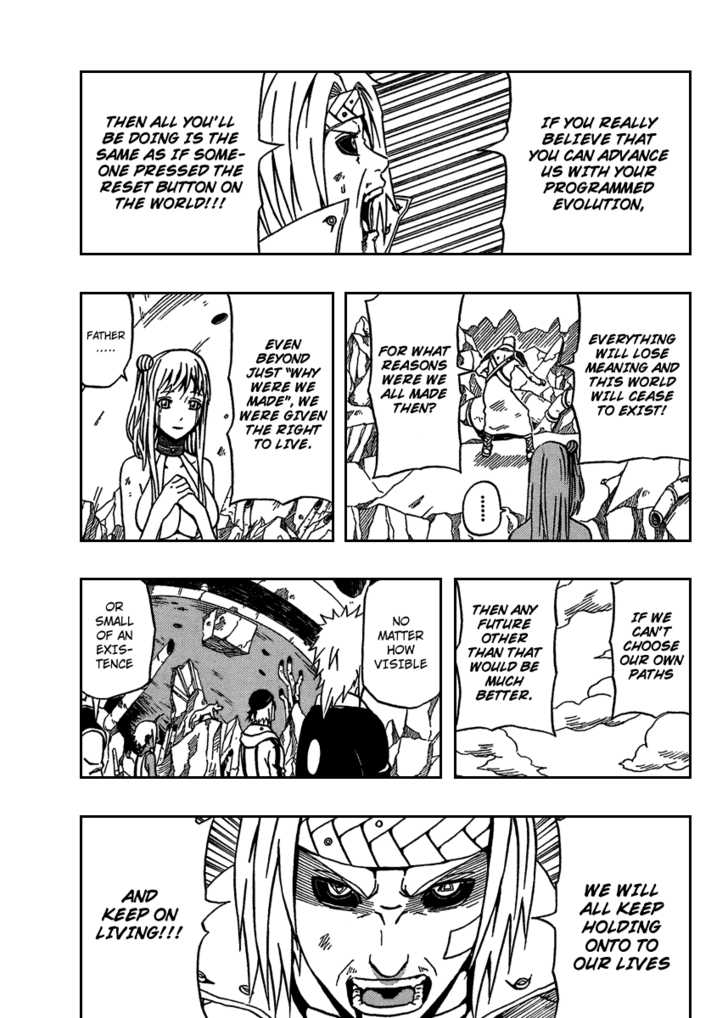 IF YOU REALLY
BELIEVE THAT
YOU CAN ADVANCE
US WITH YOUR
PROGRAMMED
EVOLUTION,
THEN ALL YOU'LL
BE DOING IS THE
SAME AS IF SOME-
ONE PRESSED THE
RESET BUTTON ON
THE WORLD!!!
EVERYTHING
WILL LOSE
MEANING AND
THIS WORLD
WILL CEASE
TO EXIST!
FOR WHAT
REASONS
WERE WE
ALL MADE
THEN?
......
EVEN
BEYOND
JUST "WHY
WERE WE
MADE", WE
WERE GIVEN
THE RIGHT
TO LIVE.
FATHER
.....
IF WE
CAN'T
CHOOSE
OUR OWN
PATHS
THEN ANY
FUTURE
OTHER
THAN THAT
WOULD BE
MUCH
BETTER.
NO
MATTER
HOW
VISIBLE
OR
SMALL
OF AN
EXIS-
TENCE
WE WILL
ALL KEEP
HOLDING
ONTO TO
OUR LIVES
AND
KEEP ON
LIVING!!!